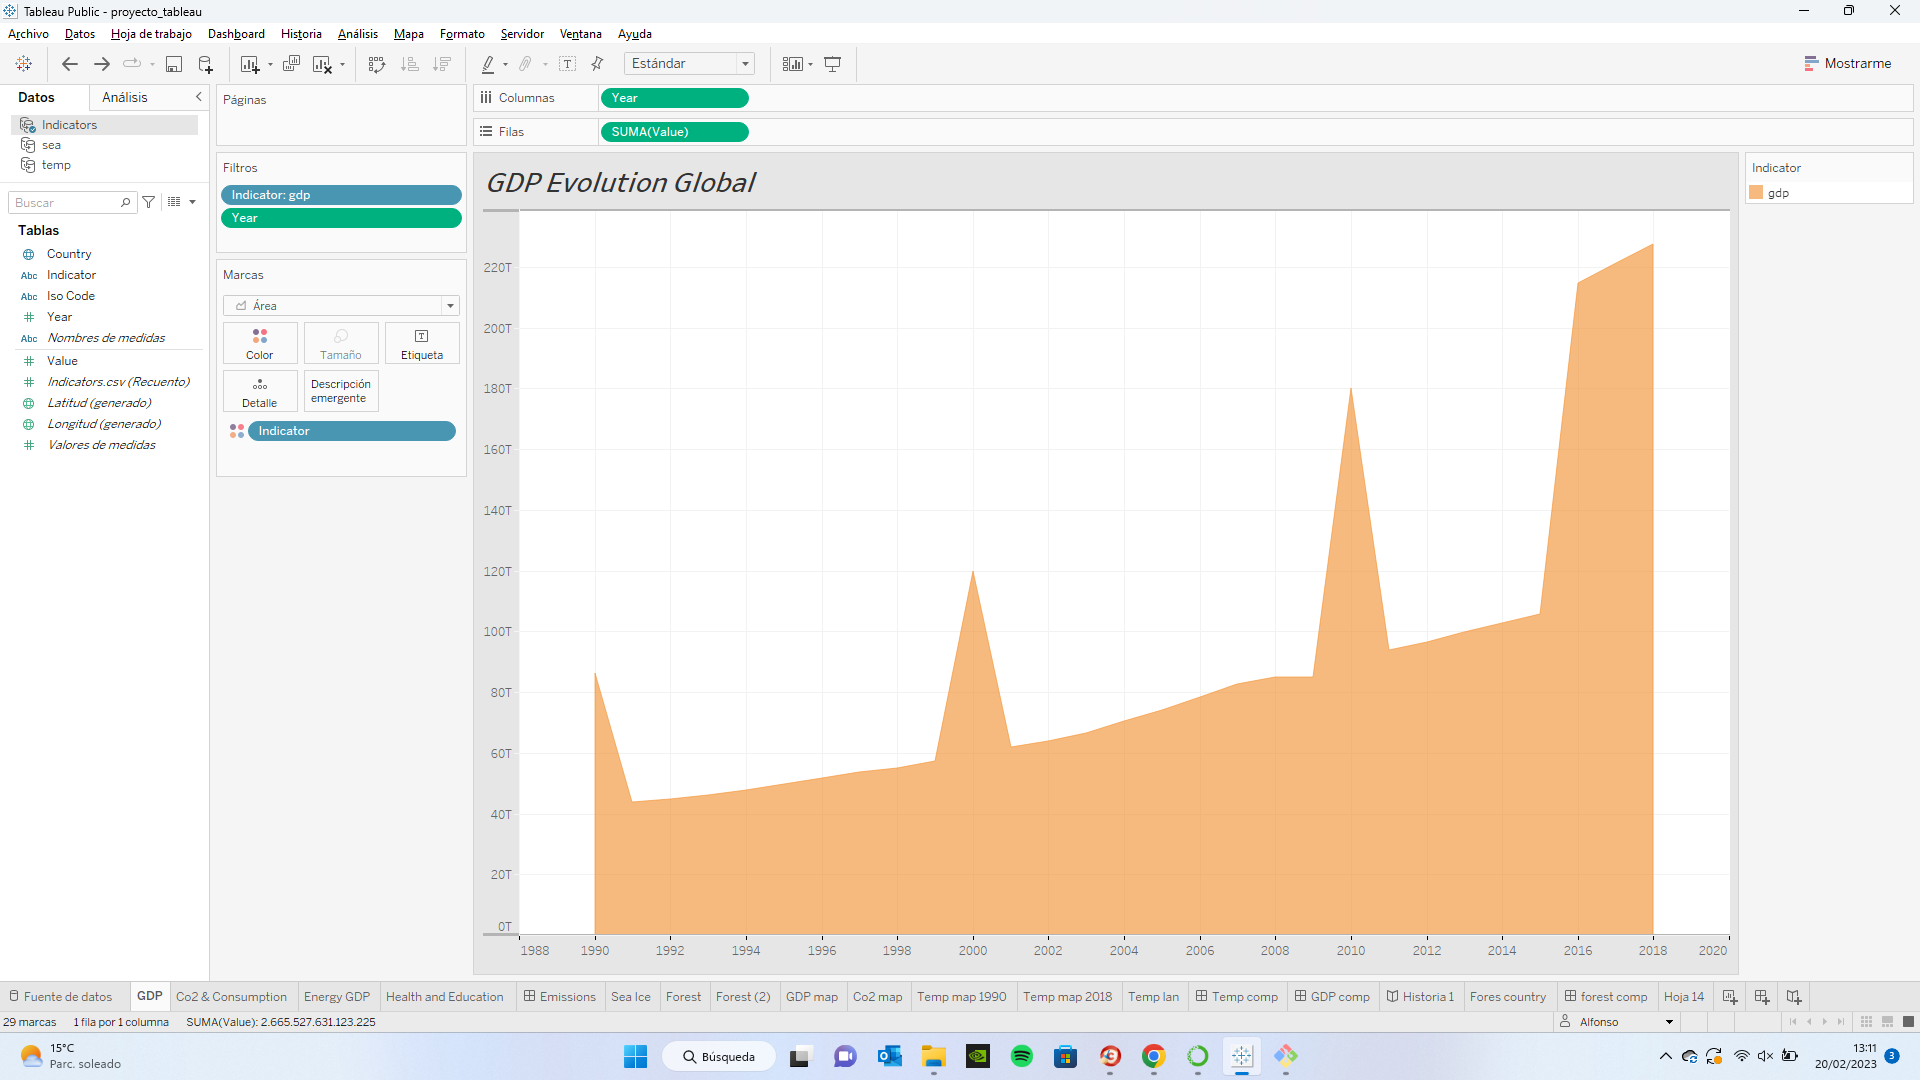 Tableau Public - proyecto_tableau
Archivo Datos Hoja de trabajo Dashboard Historia Análisis Mapa Formato Servidor Ventana Ayuda
Estándar
Mostrarme
Datos
Análisis
Indicators
sea
temp
Buscar
Tablas
Country
Abc Indicator
Abc Iso Code
Year
Abc Nombres de medidas
Value
Indicators.csv (Recuento)
Latitud (generado)
Longitud (generado)
Valores de medidas
Páginas
Filtros
Indicator: gdp
Year
Marcas
Área
Color
Tamaño
Etiqueta
Detalle
Descripción
emergente
Indicator
Columnas
Year
Filas
SUMA(Value)
GDP Evolution Global
220T
200T
180T
160T
140T
120T
100T
80T
60T
40T
20T
0T
1988 1990 1992 1994 1996 1998 2000 2002 2004 2006 2008 2010 2012 2014 2016 2018 2020
Indicator
gdp
Fuente de datos GDP Co2 & Consumption Energy GDP Health and Education Emissions Sea Ice Forest Forest (2) GDP map Co2 map Temp map 1990 Temp map 2018 Temp lan Temp comp GDP comp Historia 1 Fores country forest comp Hoja 14
29 marcas 1 fila por 1 columna SUMA(Value): 2.665.527.631.123.225
Alfonso
15°C
Parc. soleado
Búsqueda
13:11
20/02/2023
3